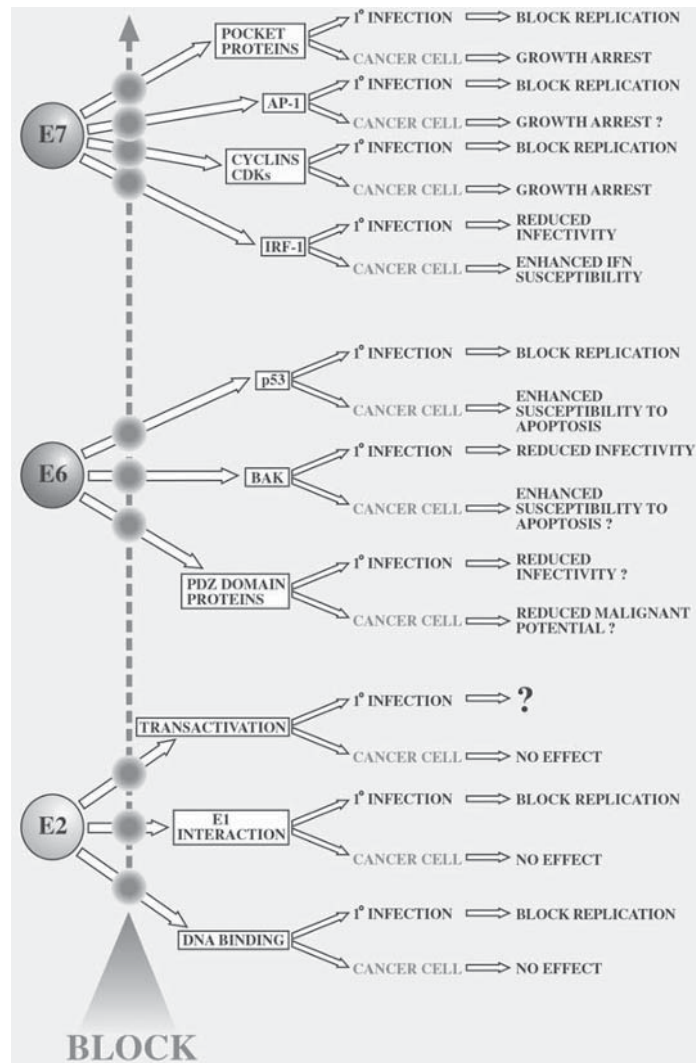 E7
POCKET
PROTEINS
1° INFECTION
BLOCK REPLICATION
CANCER CELL
GROWTH ARREST
AP-1
1° INFECTION
BLOCK REPLICATION
CANCER CELL
GROWTH ARREST ?
CYCLINS
CDKs
1° INFECTION
BLOCK REPLICATION
CANCER CELL
GROWTH ARREST
IRF-1
1° INFECTION
REDUCED
INFECTIVITY
CANCER CELL
ENHANCED IFN
SUSCEPTIBILITY
E6
p53
1° INFECTION
BLOCK REPLICATION
CANCER CELL
ENHANCED
SUSCEPTIBILITY TO
APOPTOSIS
BAK
1° INFECTION
REDUCED INFECTIVITY
CANCER CELL
ENHANCED
SUSCEPTIBILITY TO
APOPTOSIS ?
PDZ DOMAIN
PROTEINS
1° INFECTION
REDUCED
INFECTIVITY ?
CANCER CELL
REDUCED MALIGNANT
POTENTIAL ?
E2
TRANSACTIVATION
1° INFECTION
?
CANCER CELL
NO EFFECT
E1
INTERACTION
1° INFECTION
BLOCK REPLICATION
CANCER CELL
NO EFFECT
DNA BINDING
1° INFECTION
BLOCK REPLICATION
CANCER CELL
NO EFFECT
BLOCK